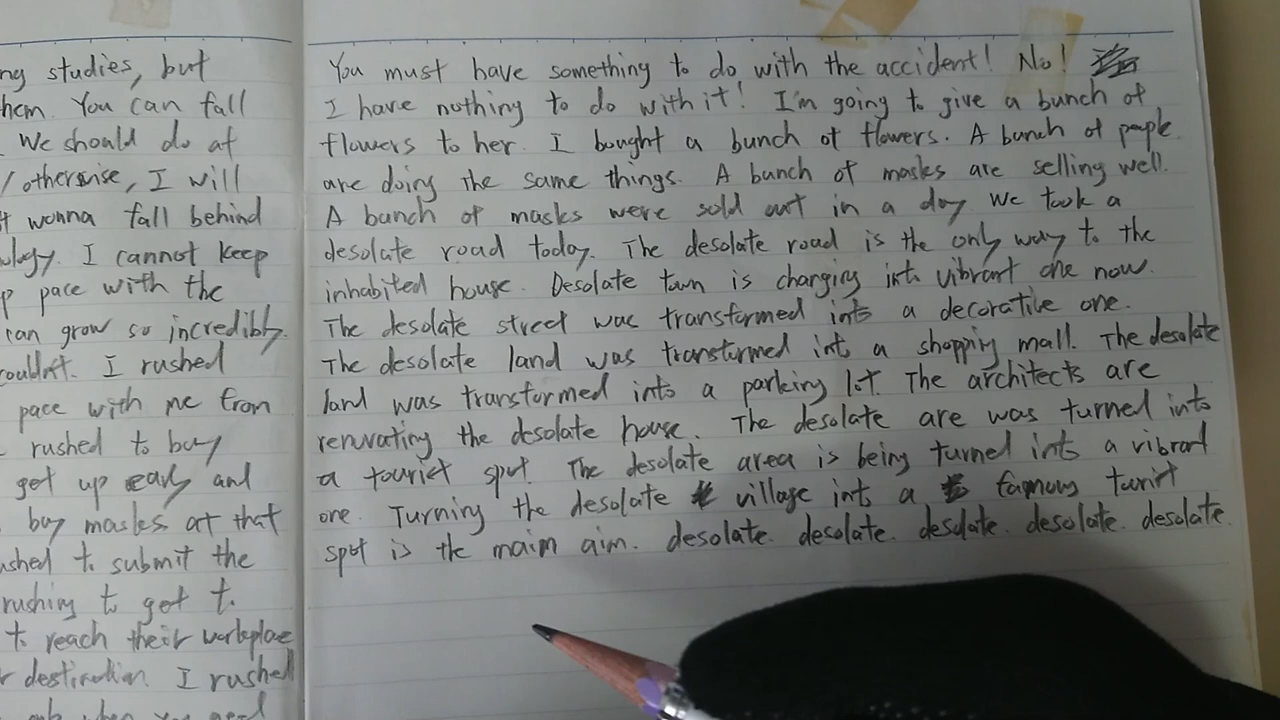 ng studies, but
hem. You can fall
. We should do at
/ otherwise, I will
t wanna fall behind
ology. I cannot keep
p pace with the
can grow so incredibly.
couldn't. I rushed
pace with me from
rushed to buy
get up early and
buy masks at that
ushed to submit the
rushing to get t.
to reach their workplace
r destination. I rushed
You must have something to do with the accident! No!
I have nothing to do with it! I'm going to give a bunch of
flowers to her. I bought a bunch of flowers. A bunch of people
are doing the same things. A bunch of masks are selling well.
A bunch of masks were sold out in a day We took a
desolate road today. The desolate road is the only way to the
inhabited house. Desolate town is changing into vibrant one now.
The desolate street was transformed into a decorative one.
The desolate land was transformed into a shopping mall. The desolate
land was transformed into a parking lot. The architects are
renovating the desolate house. The desolate are was turned into
a tourist spot. The desolate area is being turned into a vibrant
one. Turning the desolate village into a famous tourist
spot is the maim aim. desolate. desolate. desolate. desolate. desolate.